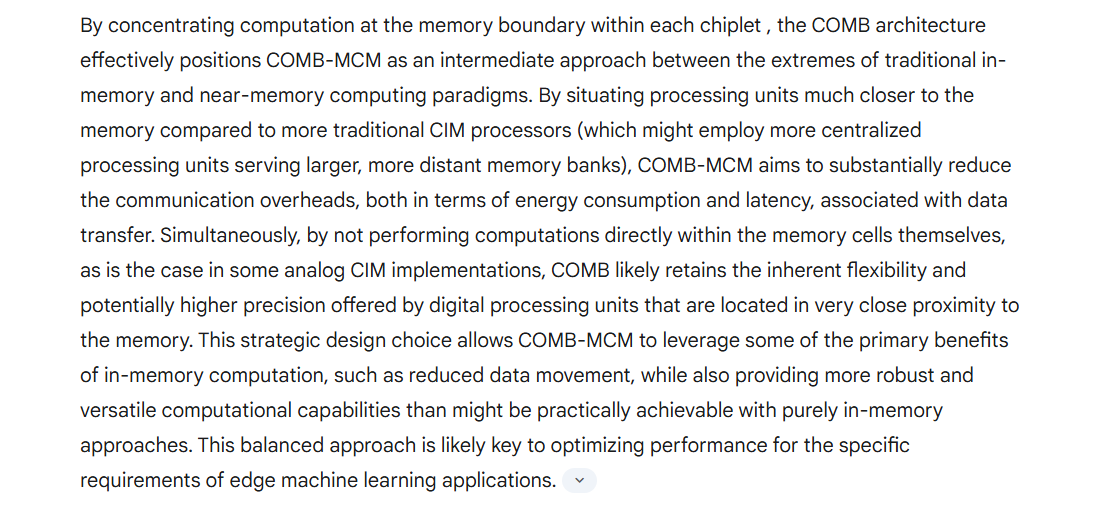 By concentrating computation at the memory boundary within each chiplet , the COMB architecture
effectively positions COMB-MCM as an intermediate approach between the extremes of traditional in-
memory and near-memory computing paradigms. By situating processing units much closer to the
memory compared to more traditional CIM processors (which might employ more centralized
processing units serving larger, more distant memory banks), COMB-MCM aims to substantially reduce
the communication overheads, both in terms of energy consumption and latency, associated with data
transfer. Simultaneously, by not performing computations directly within the memory cells themselves,
as is the case in some analog CIM implementations, COMB likely retains the inherent flexibility and
potentially higher precision offered by digital processing units that are located in very close proximity to
the memory. This strategic design choice allows COMB-MCM to leverage some of the primary benefits
of in-memory computation, such as reduced data movement, while also providing more robust and
versatile computational capabilities than might be practically achievable with purely in-memory
approaches. This balanced approach is likely key to optimizing performance for the specific
requirements of edge machine learning applications.